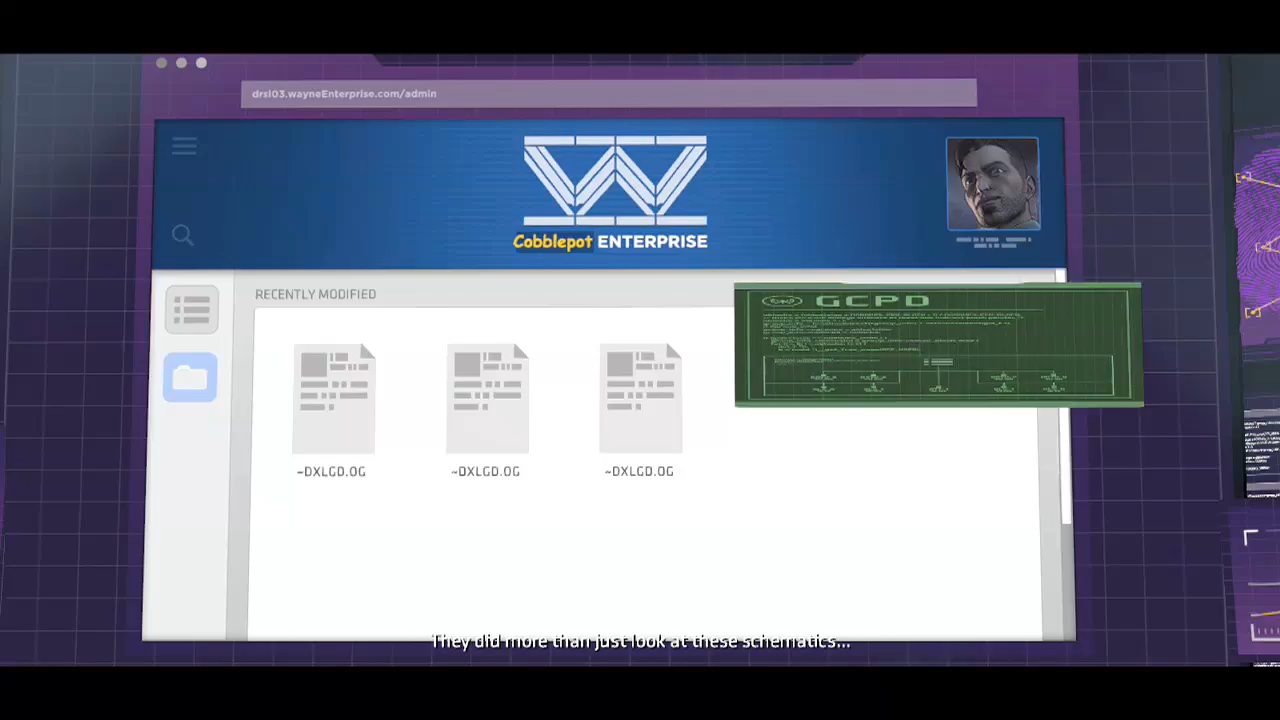 drsl03.wayneEnterprise.com/admin
Cobblepot ENTERPRISE
RECENTLY MODIFIED
GCPD
~DXLGD.OG
~DXLGD.OG
~DXLGD.OG
They did more than just look at these schematics...